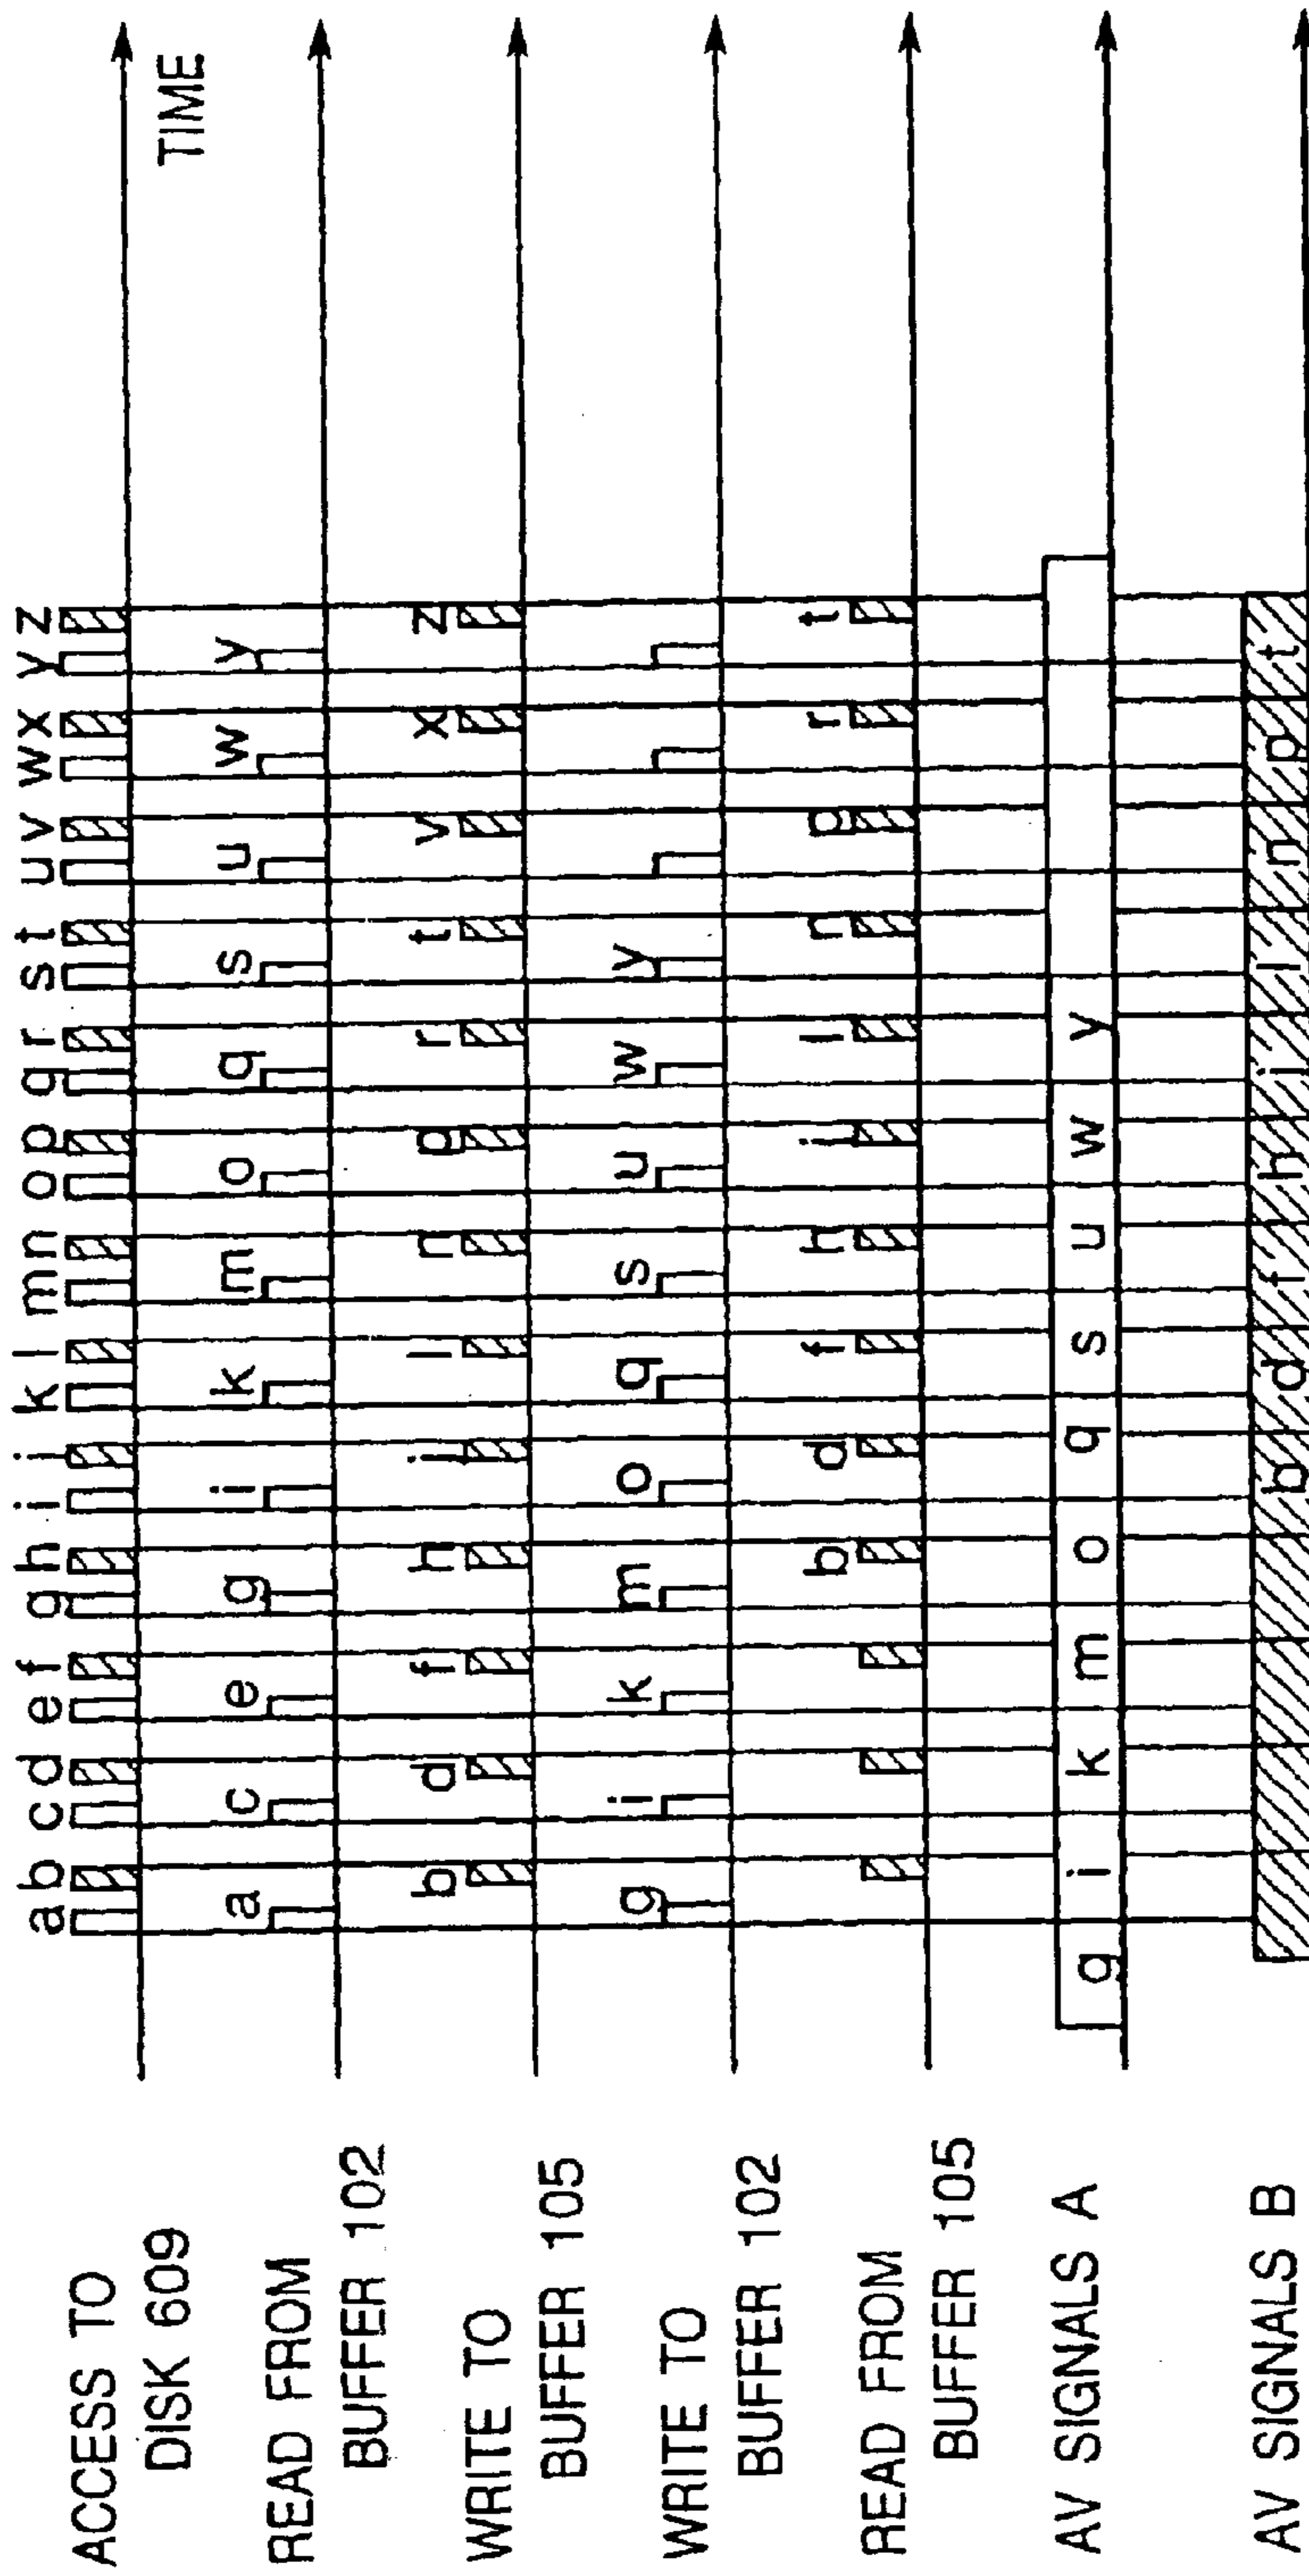 a b c d e f g h i j k l m n o p q r s t u v w x y z
ACCESS TO
DISK 609
TIME
a c e g i k m o q s u w y
READ FROM
BUFFER 102
b d f h j l n p r t v x z
WRITE TO
BUFFER 105
g i k m o q s u w y
WRITE TO
BUFFER 102
b d f h j l n p r t
READ FROM
BUFFER 105
AV SIGNALS A
g i k m o q s u w y
AV SIGNALS B
b d f h j l n p t